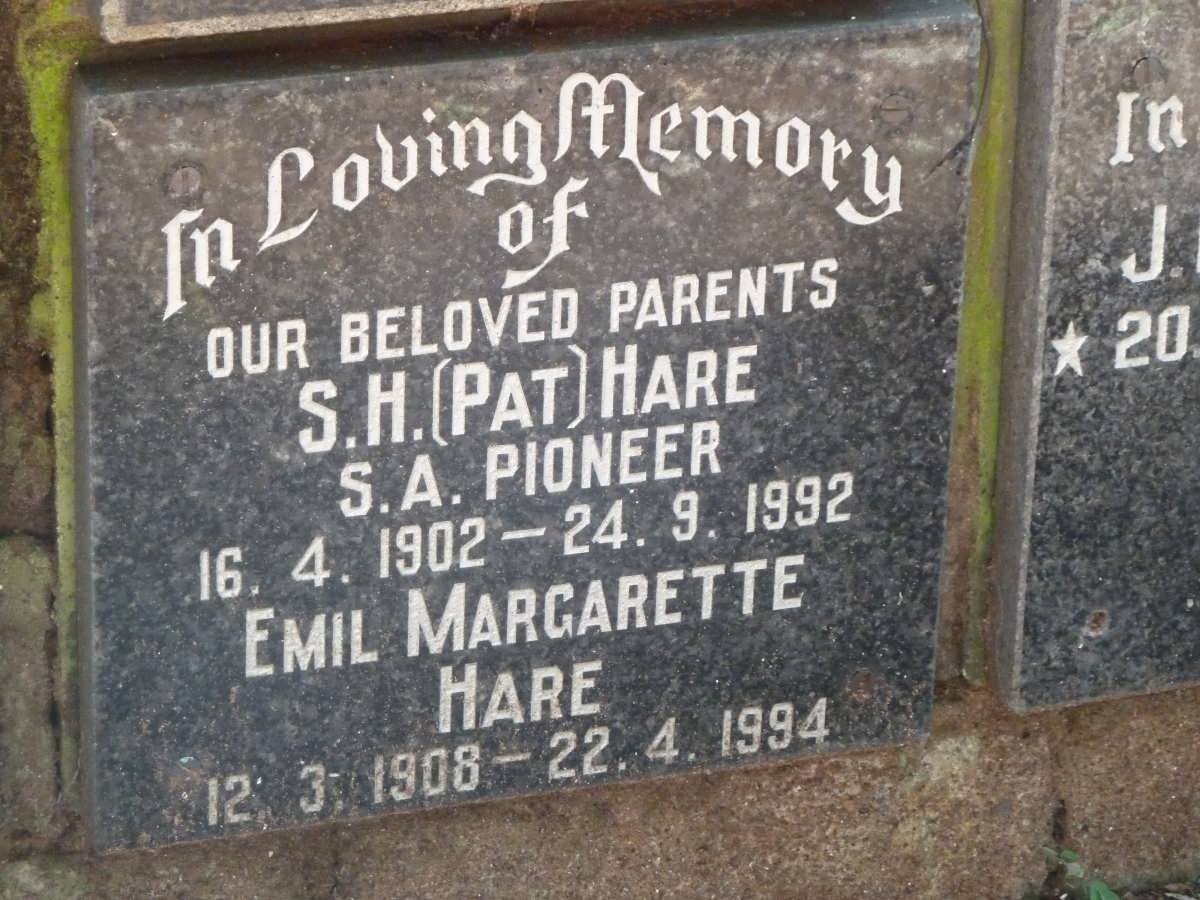 In Loving Memory
of
OUR BELOVED PARENTS
S.H. (PAT) HARE
S.A. PIONEER
16. 4. 1902 – 24. 9. 1992
EMIL MARGARETTE
HARE
12. 3. 1908 – 22. 4. 1994
In
J.
20.